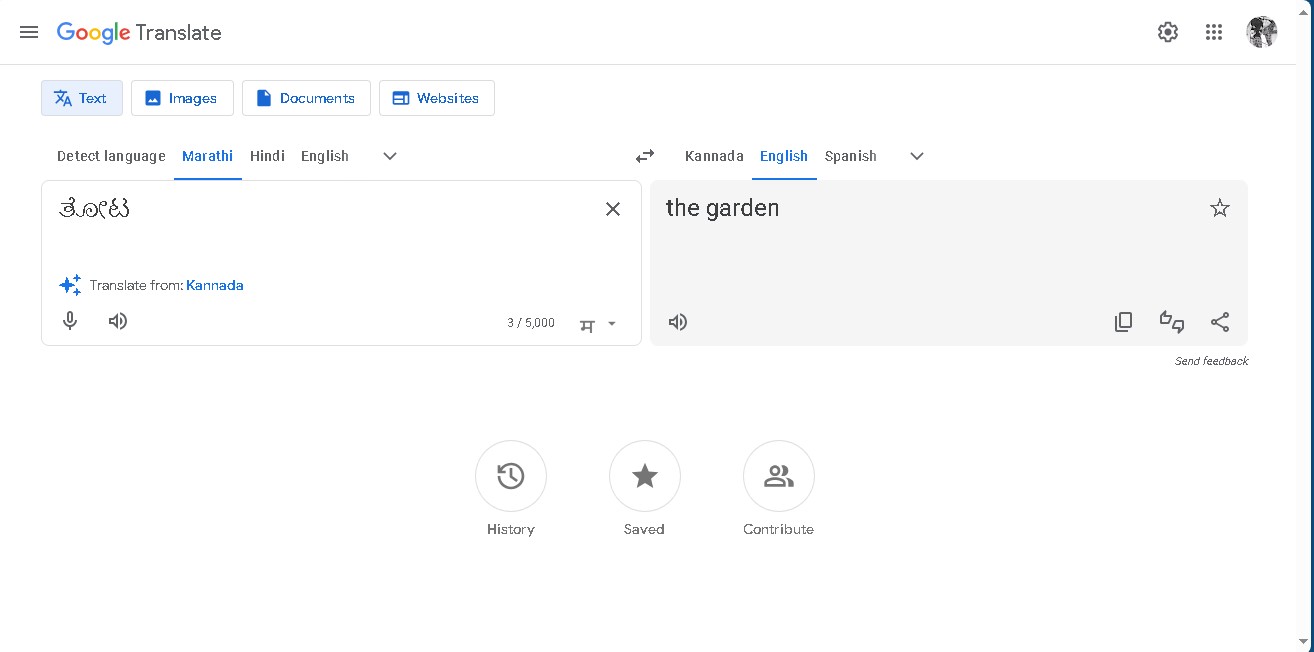 Google Translate
Text Images Documents Websites
Detect language Marathi Hindi English Kannada English Spanish
ತೋಟ the garden
Translate from: Kannada
3 / 5,000
Send feedback
History Saved Contribute